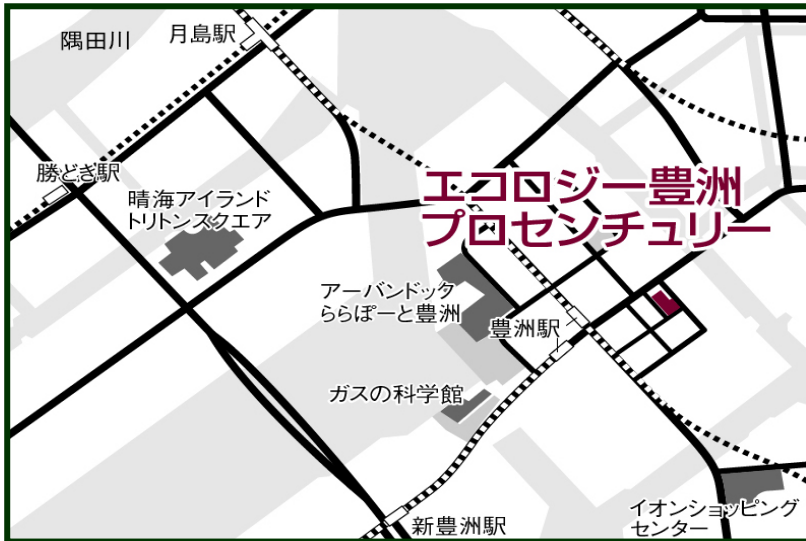 隅田川
月島駅
勝どき駅
晴海アイランド
トリトンスクエア
エコロジー豊洲
プロセンチュリー
アーバンドック
ららぽーと豊洲
豊洲駅
ガスの科学館
新豊洲駅
イオンショッピング
センター